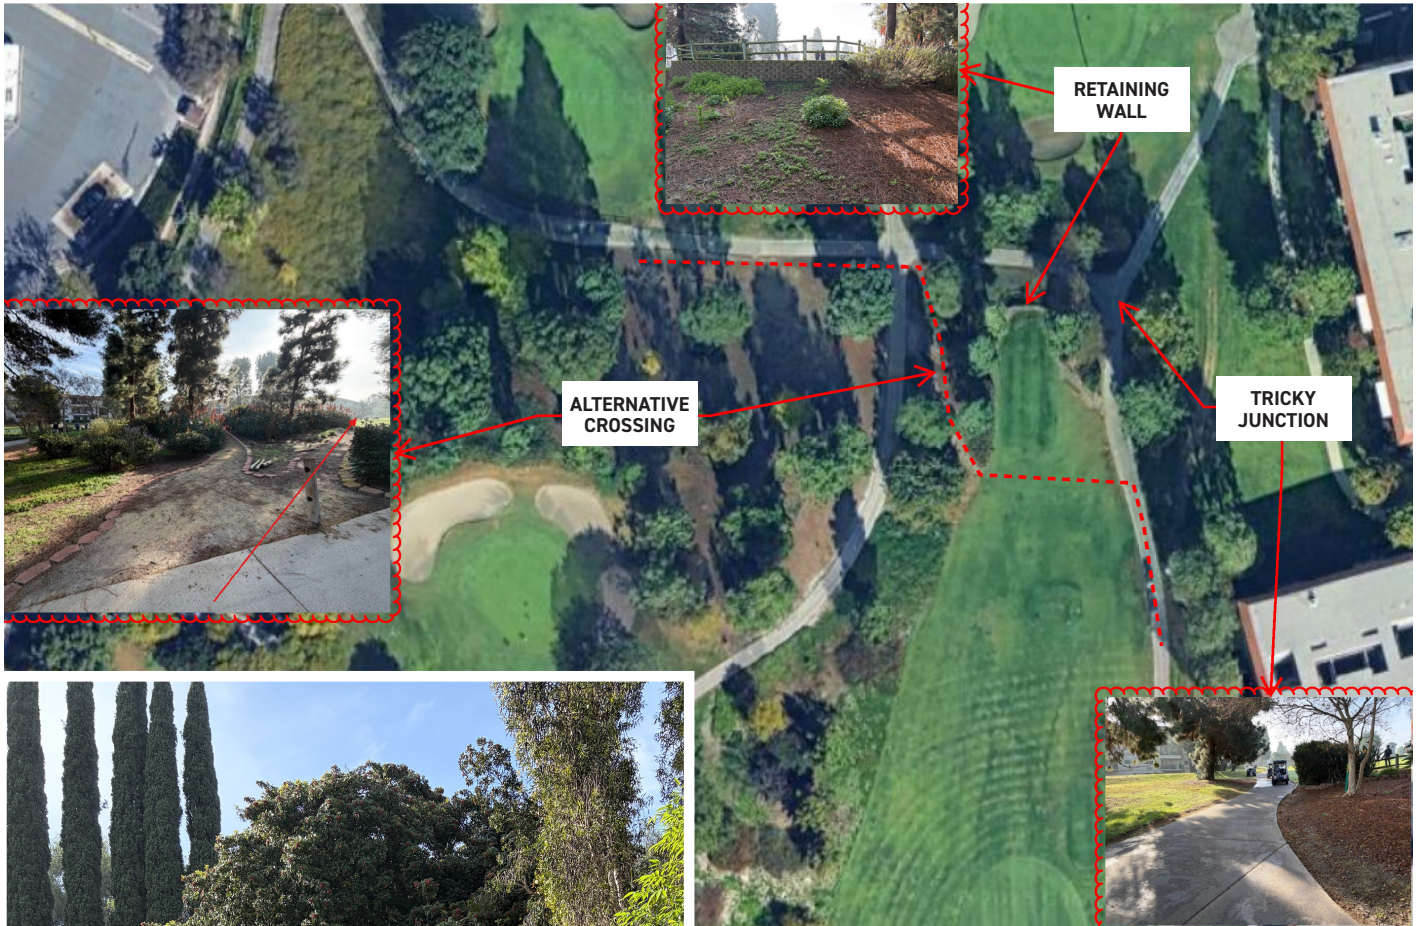 RETAINING
WALL
ALTERNATIVE
CROSSING
TRICKY
JUNCTION